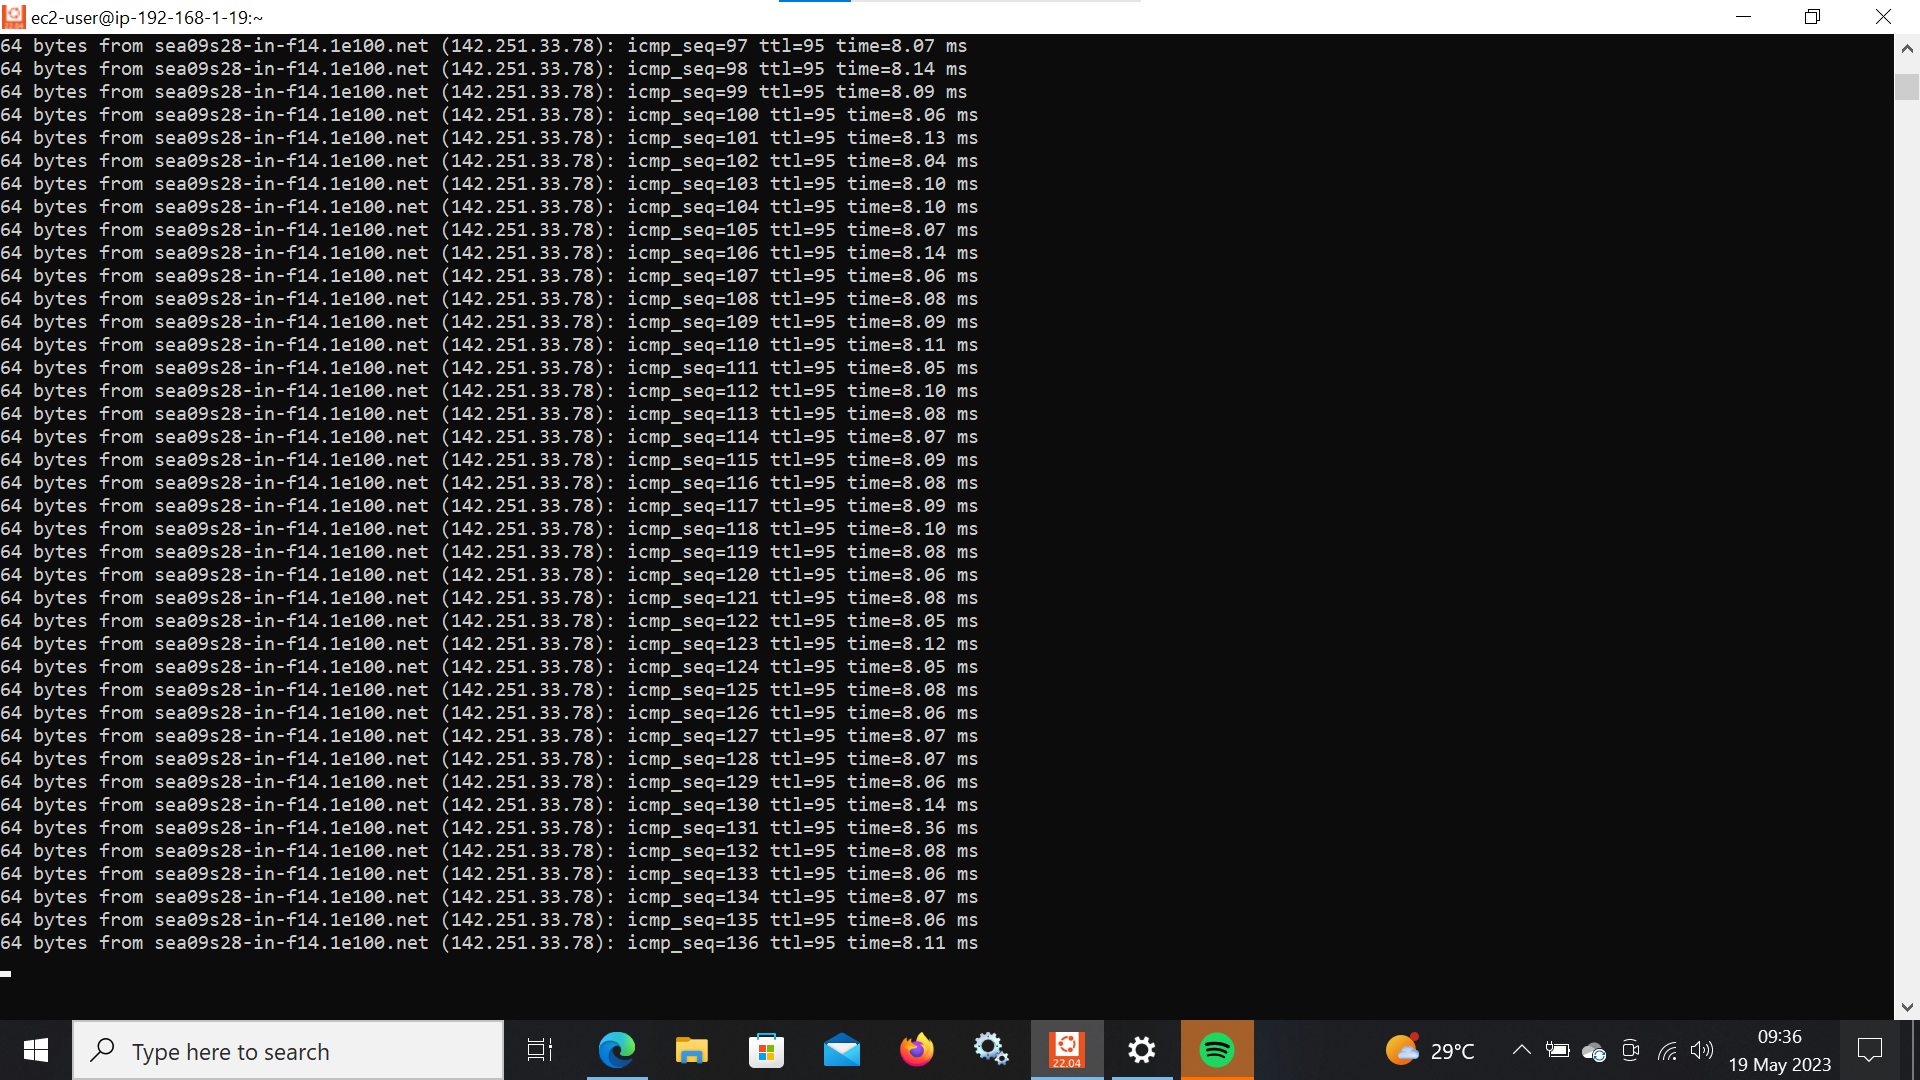 ec2-user@ip-192-168-1-19:~
64 bytes from sea09s28-in-f14.1e100.net (142.251.33.78): icmp_seq=97 ttl=95 time=8.07 ms
64 bytes from sea09s28-in-f14.1e100.net (142.251.33.78): icmp_seq=98 ttl=95 time=8.14 ms
64 bytes from sea09s28-in-f14.1e100.net (142.251.33.78): icmp_seq=99 ttl=95 time=8.09 ms
64 bytes from sea09s28-in-f14.1e100.net (142.251.33.78): icmp_seq=100 ttl=95 time=8.06 ms
64 bytes from sea09s28-in-f14.1e100.net (142.251.33.78): icmp_seq=101 ttl=95 time=8.13 ms
64 bytes from sea09s28-in-f14.1e100.net (142.251.33.78): icmp_seq=102 ttl=95 time=8.04 ms
64 bytes from sea09s28-in-f14.1e100.net (142.251.33.78): icmp_seq=103 ttl=95 time=8.10 ms
64 bytes from sea09s28-in-f14.1e100.net (142.251.33.78): icmp_seq=104 ttl=95 time=8.10 ms
64 bytes from sea09s28-in-f14.1e100.net (142.251.33.78): icmp_seq=105 ttl=95 time=8.07 ms
64 bytes from sea09s28-in-f14.1e100.net (142.251.33.78): icmp_seq=106 ttl=95 time=8.14 ms
64 bytes from sea09s28-in-f14.1e100.net (142.251.33.78): icmp_seq=107 ttl=95 time=8.06 ms
64 bytes from sea09s28-in-f14.1e100.net (142.251.33.78): icmp_seq=108 ttl=95 time=8.08 ms
64 bytes from sea09s28-in-f14.1e100.net (142.251.33.78): icmp_seq=109 ttl=95 time=8.09 ms
64 bytes from sea09s28-in-f14.1e100.net (142.251.33.78): icmp_seq=110 ttl=95 time=8.11 ms
64 bytes from sea09s28-in-f14.1e100.net (142.251.33.78): icmp_seq=111 ttl=95 time=8.05 ms
64 bytes from sea09s28-in-f14.1e100.net (142.251.33.78): icmp_seq=112 ttl=95 time=8.10 ms
64 bytes from sea09s28-in-f14.1e100.net (142.251.33.78): icmp_seq=113 ttl=95 time=8.08 ms
64 bytes from sea09s28-in-f14.1e100.net (142.251.33.78): icmp_seq=114 ttl=95 time=8.07 ms
64 bytes from sea09s28-in-f14.1e100.net (142.251.33.78): icmp_seq=115 ttl=95 time=8.09 ms
64 bytes from sea09s28-in-f14.1e100.net (142.251.33.78): icmp_seq=116 ttl=95 time=8.08 ms
64 bytes from sea09s28-in-f14.1e100.net (142.251.33.78): icmp_seq=117 ttl=95 time=8.09 ms
64 bytes from sea09s28-in-f14.1e100.net (142.251.33.78): icmp_seq=118 ttl=95 time=8.10 ms
64 bytes from sea09s28-in-f14.1e100.net (142.251.33.78): icmp_seq=119 ttl=95 time=8.08 ms
64 bytes from sea09s28-in-f14.1e100.net (142.251.33.78): icmp_seq=120 ttl=95 time=8.06 ms
64 bytes from sea09s28-in-f14.1e100.net (142.251.33.78): icmp_seq=121 ttl=95 time=8.08 ms
64 bytes from sea09s28-in-f14.1e100.net (142.251.33.78): icmp_seq=122 ttl=95 time=8.05 ms
64 bytes from sea09s28-in-f14.1e100.net (142.251.33.78): icmp_seq=123 ttl=95 time=8.12 ms
64 bytes from sea09s28-in-f14.1e100.net (142.251.33.78): icmp_seq=124 ttl=95 time=8.05 ms
64 bytes from sea09s28-in-f14.1e100.net (142.251.33.78): icmp_seq=125 ttl=95 time=8.08 ms
64 bytes from sea09s28-in-f14.1e100.net (142.251.33.78): icmp_seq=126 ttl=95 time=8.06 ms
64 bytes from sea09s28-in-f14.1e100.net (142.251.33.78): icmp_seq=127 ttl=95 time=8.07 ms
64 bytes from sea09s28-in-f14.1e100.net (142.251.33.78): icmp_seq=128 ttl=95 time=8.07 ms
64 bytes from sea09s28-in-f14.1e100.net (142.251.33.78): icmp_seq=129 ttl=95 time=8.06 ms
64 bytes from sea09s28-in-f14.1e100.net (142.251.33.78): icmp_seq=130 ttl=95 time=8.14 ms
64 bytes from sea09s28-in-f14.1e100.net (142.251.33.78): icmp_seq=131 ttl=95 time=8.36 ms
64 bytes from sea09s28-in-f14.1e100.net (142.251.33.78): icmp_seq=132 ttl=95 time=8.08 ms
64 bytes from sea09s28-in-f14.1e100.net (142.251.33.78): icmp_seq=133 ttl=95 time=8.06 ms
64 bytes from sea09s28-in-f14.1e100.net (142.251.33.78): icmp_seq=134 ttl=95 time=8.07 ms
64 bytes from sea09s28-in-f14.1e100.net (142.251.33.78): icmp_seq=135 ttl=95 time=8.06 ms
64 bytes from sea09s28-in-f14.1e100.net (142.251.33.78): icmp_seq=136 ttl=95 time=8.11 ms
Type here to search
22.04
29°C
09:36
19 May 2023